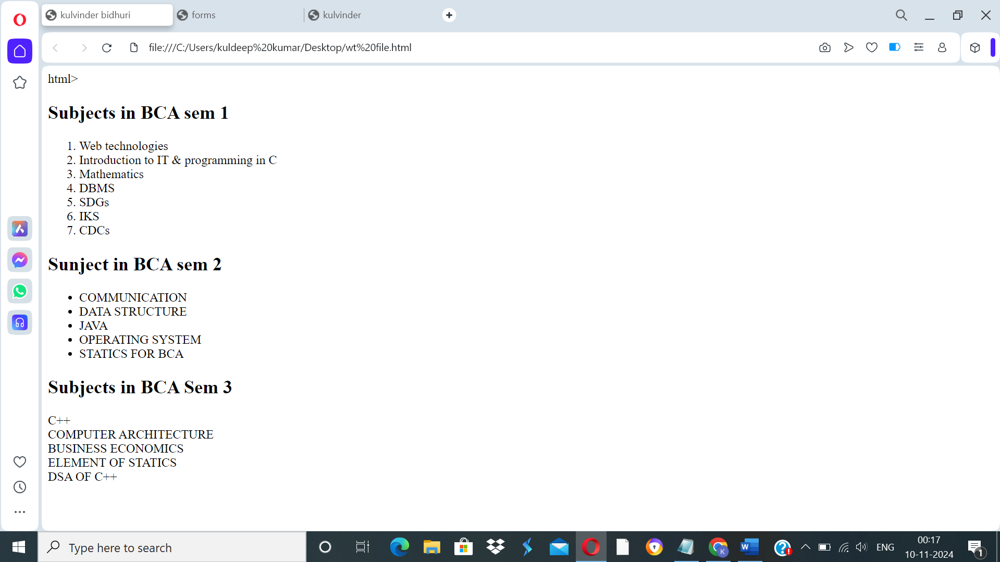 kulvinder bidhuri
forms
kulvinder
file:///C:/Users/kuldeep%20kumar/Desktop/wt%20file.html
html>
Subjects in BCA sem 1
1. Web technologies
2. Introduction to IT & programming in C
3. Mathematics
4. DBMS
5. SDGs
6. IKS
7. CDCs
Sunject in BCA sem 2
• COMMUNICATION
• DATA STRUCTURE
• JAVA
• OPERATING SYSTEM
• STATICS FOR BCA
Subjects in BCA Sem 3
C++
COMPUTER ARCHITECTURE
BUSINESS ECONOMICS
ELEMENT OF STATICS
DSA OF C++
Type here to search
K
W
ENG
00:17
10-11-2024
1